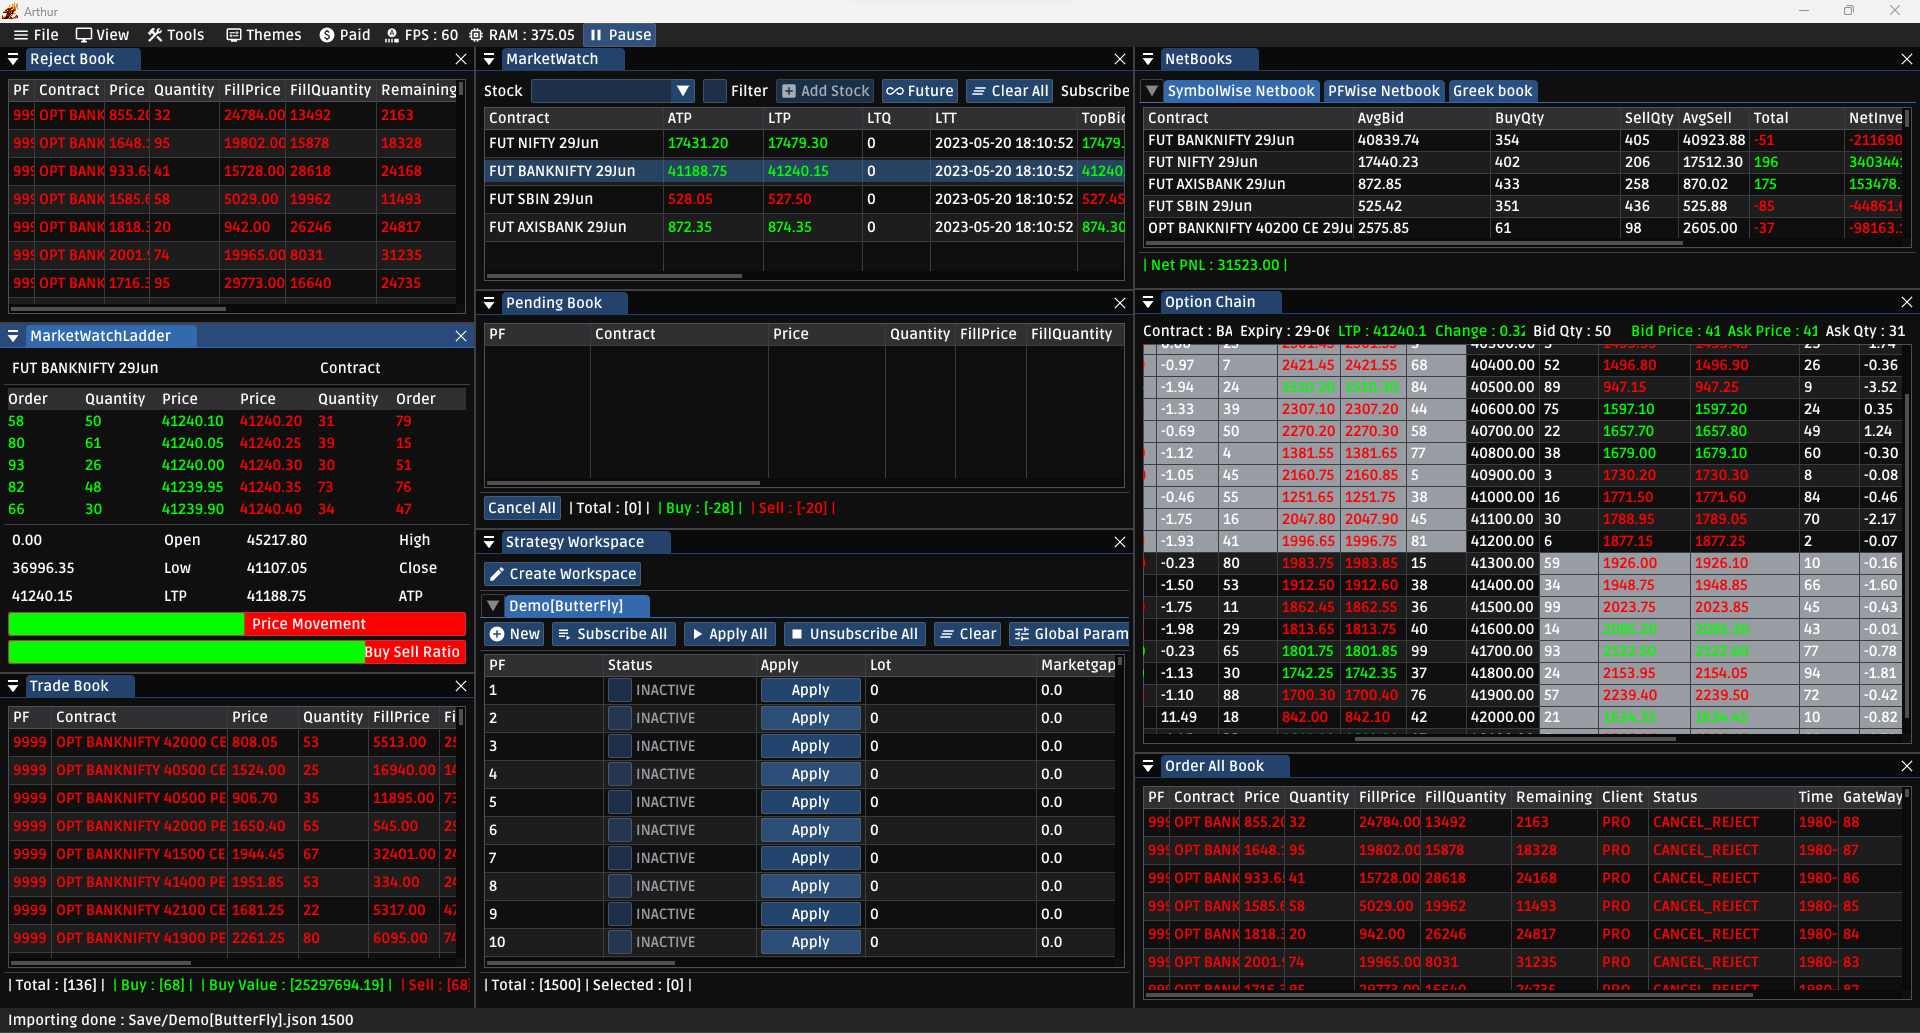 Arthur
File View Tools Themes Paid FPS : 60 RAM : 375.05 Pause
Reject Book
PF Contract Price Quantity FillPrice FillQuantity Remaining
999 OPT BANK 855.20 32 24784.00 13492 2163
999 OPT BANK 1648. 95 19802.00 15878 18328
999 OPT BANK 933.6 41 15728.00 28618 24168
999 OPT BANK 1585.6 58 5029.00 19962 11493
999 OPT BANK 1818. 20 942.00 26246 24817
999 OPT BANK 2001. 74 19965.00 8031 31235
999 OPT BANK 1716. 95 29773.00 16640 24735
MarketWatchLadder
FUT BANKNIFTY 29Jun Contract
Order Quantity Price Price Quantity Order
58 50 41240.10 41240.20 31 79
80 61 41240.05 41240.25 39 15
93 26 41240.00 41240.30 30 51
82 48 41239.95 41240.35 73 76
66 30 41239.90 41240.40 34 47
0.00 Open 45217.80 High
36996.35 Low 41107.05 Close
41240.15 LTP 41188.75 ATP
Price Movement
Buy Sell Ratio
Trade Book
PF Contract Price Quantity FillPrice Fi
9999 OPT BANKNIFTY 42000 CE 808.05 53 5513.00 25
9999 OPT BANKNIFTY 40500 CE 1524.00 25 16940.00 14
9999 OPT BANKNIFTY 40500 PE 906.70 35 11895.00 73
9999 OPT BANKNIFTY 42000 PE 1650.40 65 545.00 29
9999 OPT BANKNIFTY 41500 CE 1944.45 67 32401.00 24
9999 OPT BANKNIFTY 41400 PE 1951.85 53 334.00 24
9999 OPT BANKNIFTY 42100 CE 1681.25 22 5317.00 47
9999 OPT BANKNIFTY 41900 PE 2261.25 80 6095.00 74
| Total : [136] | | Buy : [68] | | Buy Value : [25297694.19] | | Sell : [68]
Importing done : Save/Demo[ButterFly].json 1500
MarketWatch
Stock Filter Add Stock Future Clear All Subscribe
Contract ATP LTP LTQ LTT TopBid
FUT NIFTY 29Jun 17431.20 17479.30 0 2023-05-20 18:10:52 17479.
FUT BANKNIFTY 29Jun 41188.75 41240.15 0 2023-05-20 18:10:52 41240.
FUT SBIN 29Jun 528.05 527.50 0 2023-05-20 18:10:52 527.45
FUT AXISBANK 29Jun 872.35 874.35 0 2023-05-20 18:10:52 874.30
Pending Book
PF Contract Price Quantity FillPrice FillQuantity
Cancel All | Total : [0] | | Buy : [-28] | | Sell : [-20] |
Strategy Workspace
Create Workspace
Demo[ButterFly]
New Subscribe All Apply All Unsubscribe All Clear Global Param
PF Status Apply Lot Marketgap
1 INACTIVE Apply 0 0.0
2 INACTIVE Apply 0 0.0
3 INACTIVE Apply 0 0.0
4 INACTIVE Apply 0 0.0
5 INACTIVE Apply 0 0.0
6 INACTIVE Apply 0 0.0
7 INACTIVE Apply 0 0.0
8 INACTIVE Apply 0 0.0
9 INACTIVE Apply 0 0.0
10 INACTIVE Apply 0 0.0
| Total : [1500] | Selected : [0] |
NetBooks
SymbolWise Netbook PFWise Netbook Greek book
Contract AvgBid BuyQty SellQty AvgSell Total NetInve
FUT BANKNIFTY 29Jun 40839.74 354 405 40923.88 -51 -211690
FUT NIFTY 29Jun 17440.23 402 206 17512.30 196 340344
FUT AXISBANK 29Jun 872.85 433 258 870.02 175 153478.
FUT SBIN 29Jun 525.42 351 436 525.88 -85 -44861.
OPT BANKNIFTY 40200 CE 29Ju 2575.85 61 98 2605.00 -37 -98163.
| Net PNL : 31523.00 |
Option Chain
Contract : BA Expiry : 29-06 LTP : 41240.1 Change : 0.32 Bid Qty : 50 Bid Price : 41 Ask Price : 41 Ask Qty : 31
-0.97 7 2421.45 2421.55 68 40400.00 52 1496.80 1496.90 26 -0.36
-1.94 24 1510.20 1510.30 84 40500.00 89 947.15 947.25 9 -3.52
-1.33 39 2307.10 2307.20 44 40600.00 75 1597.10 1597.20 24 0.35
-0.69 50 2270.20 2270.30 58 40700.00 22 1657.70 1657.80 49 1.24
-1.12 4 1381.55 1381.65 77 40800.00 38 1679.00 1679.10 60 -0.30
-1.05 45 2160.75 2160.85 5 40900.00 3 1730.20 1730.30 8 -0.08
-0.46 55 1251.65 1251.75 38 41000.00 16 1771.50 1771.60 84 -0.46
-1.75 16 2047.80 2047.90 45 41100.00 30 1788.95 1789.05 70 -2.17
-1.93 41 1996.65 1996.75 81 41200.00 6 1877.15 1877.25 2 -0.07
-0.23 80 1983.75 1983.85 15 41300.00 59 1926.00 1926.10 10 -0.16
-1.50 53 1912.50 1912.60 38 41400.00 34 1948.75 1948.85 66 -1.60
-1.75 11 1862.45 1862.55 36 41500.00 99 2023.75 2023.85 45 -0.43
-1.98 29 1813.65 1813.75 40 41600.00 14 2085.20 2085.30 43 -0.01
-0.23 65 1801.75 1801.85 99 41700.00 93 2122.50 2122.60 77 -0.78
-1.13 30 1742.25 1742.35 37 41800.00 24 2153.95 2154.05 94 -1.81
-1.10 88 1700.30 1700.40 76 41900.00 57 2239.40 2239.50 72 -0.42
11.49 18 842.00 842.10 42 42000.00 21 1634.35 1634.45 10 -0.82
Order All Book
PF Contract Price Quantity FillPrice FillQuantity Remaining Client Status Time GateWay
999 OPT BANK 855.20 32 24784.00 13492 2163 PRO CANCEL_REJECT 1980- 88
999 OPT BANK 1648. 95 19802.00 15878 18328 PRO CANCEL_REJECT 1980- 87
999 OPT BANK 933.6 41 15728.00 28618 24168 PRO CANCEL_REJECT 1980- 86
999 OPT BANK 1585.6 58 5029.00 19962 11493 PRO CANCEL_REJECT 1980- 85
999 OPT BANK 1818. 20 942.00 26246 24817 PRO CANCEL_REJECT 1980- 84
999 OPT BANK 2001. 74 19965.00 8031 31235 PRO CANCEL_REJECT 1980- 83